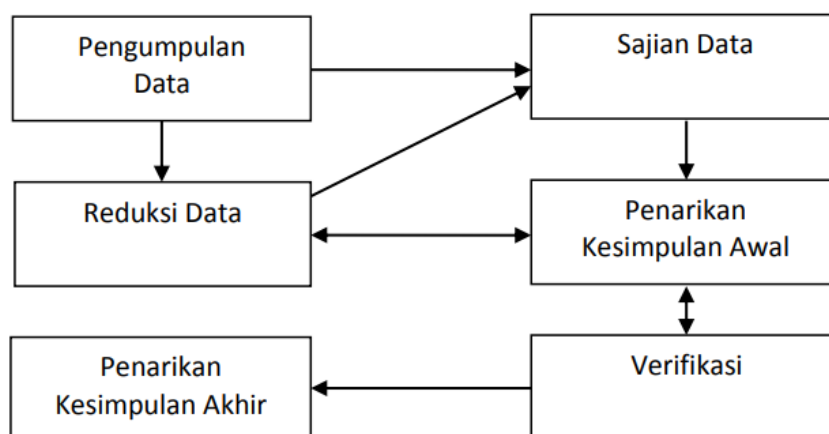 Pengumpulan
Data
Sajian Data
Reduksi Data
Penarikan
Kesimpulan Awal
Penarikan
Kesimpulan Akhir
Verifikasi